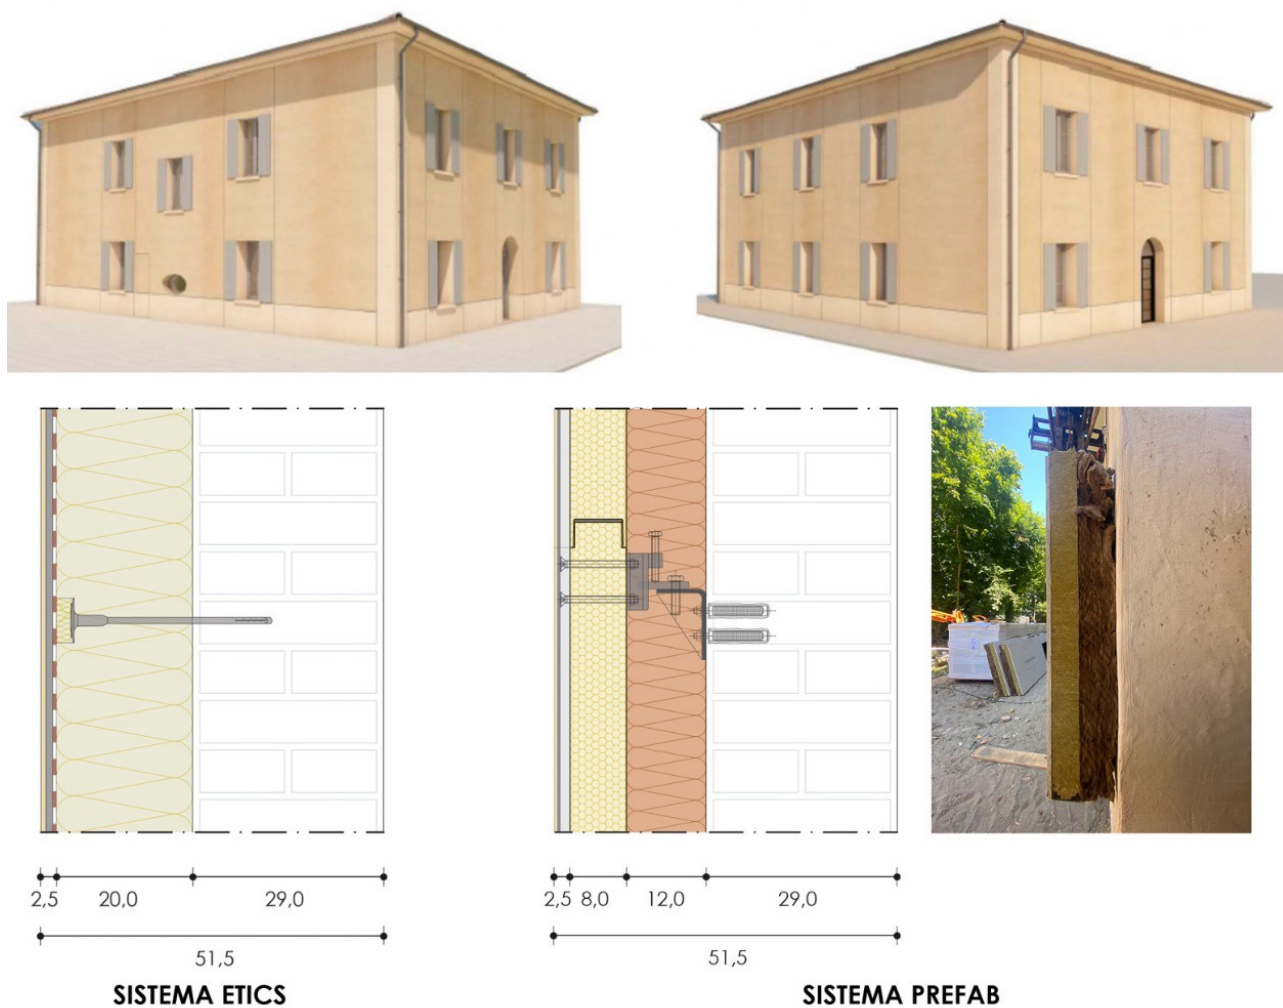 2,5 20,0 29,0
51,5
SISTEMA ETICS
2,5 8,0 12,0 29,0
51,5
SISTEMA PREFAB